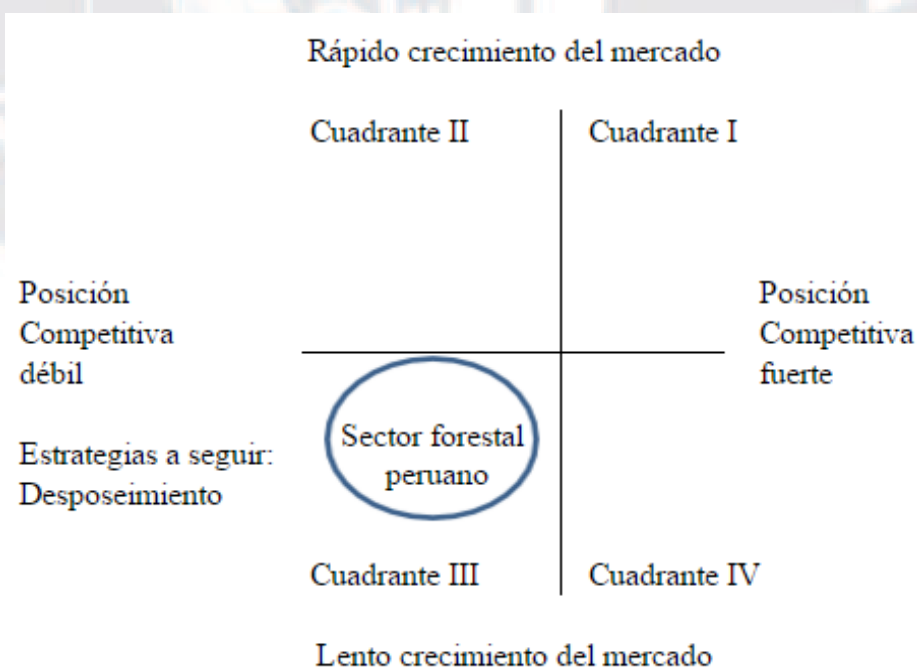 Rápido crecimiento del mercado
Cuadrante II
Cuadrante I
Posición
Competitiva
débil
Posición
Competitiva
fuerte
Sector forestal
peruano
Estrategias a seguir:
Desposeimiento
Cuadrante III
Cuadrante IV
Lento crecimiento del mercado